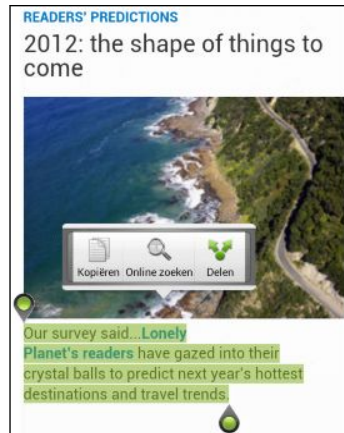 READERS' PREDICTIONS
2012: the shape of things to
come
Kopiëren Online zoeken Delen
Our survey said...Lonely
Planet's readers have gazed into their
crystal balls to predict next year's hottest
destinations and travel trends.